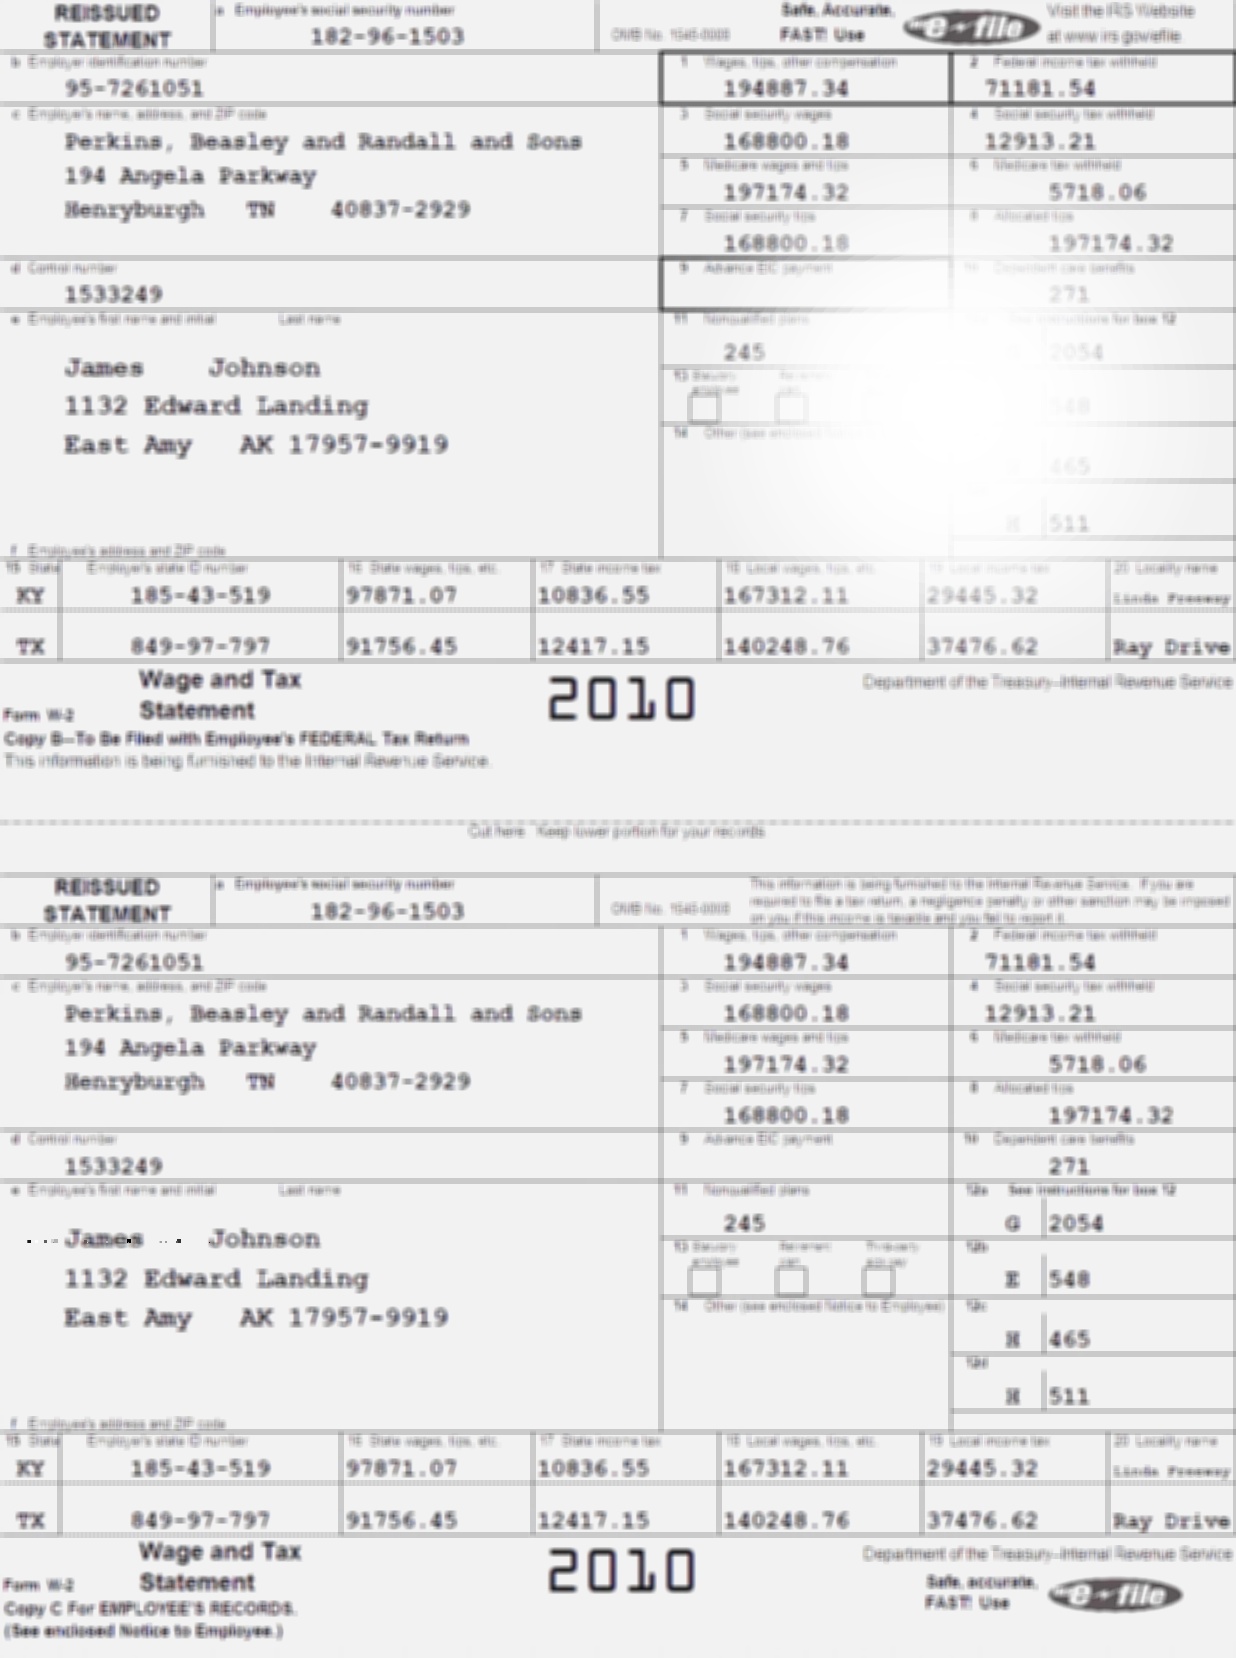 REISSUED STATEMENT
a Employee's social security number
182-96-1503
OMB No. 1545-0008
Safe, Accurate, FAST! Use
e-file
Visit the IRS Website at www.irs.gov/efile.
b Employer identification number
95-7261051
1 Wages, tips, other compensation
194887.34
2 Federal income tax withheld
71181.54
c Employer's name, address, and ZIP code
Perkins, Beasley and Randall and Sons
194 Angela Parkway
Henryburgh TN 40837-2929
3 Social security wages
168800.18
4 Social security tax withheld
12913.21
5 Medicare wages and tips
197174.32
6 Medicare tax withheld
5718.06
7 Social security tips
168800.18
8 Allocated tips
197174.32
d Control number
1533249
9 Advance EIC payment
10 Dependent care benefits
271
e Employee's first name and initial Last name
James Johnson
1132 Edward Landing
East Amy AK 17957-9919
11 Nonqualified plans
245
See instructions for box 12
2054
13 Statutory employee
548
14 Other (see enclosed
465
H 511
f Employee's address and ZIP code
15 State Employer's state ID number 16 State wages, tips, etc. 17 State income tax 18 Local wages, tips, etc. 19 Local income tax 20 Locality name
KY 185-43-519 97871.07 10836.55 167312.11 29445.32 Linda Freeway
TX 849-97-797 91756.45 12417.15 140248.76 37476.62 Ray Drive
Wage and Tax
Form W-2 Statement
2010
Department of the Treasury--Internal Revenue Service
Copy B--To Be Filed with Employee's FEDERAL Tax Return
This information is being furnished to the Internal Revenue Service.
Cut here Keep lower portion for your records
REISSUED STATEMENT
a Employee's social security number
182-96-1503
OMB No. 1545-0008
This information is being furnished to the Internal Revenue Service. If you are
required to file a tax return, a negligence penalty or other sanction may be imposed
on you if this income is taxable and you fail to report it.
b Employer identification number
95-7261051
1 Wages, tips, other compensation
194887.34
2 Federal income tax withheld
71181.54
c Employer's name, address, and ZIP code
Perkins, Beasley and Randall and Sons
194 Angela Parkway
Henryburgh TN 40837-2929
3 Social security wages
168800.18
4 Social security tax withheld
12913.21
5 Medicare wages and tips
197174.32
6 Medicare tax withheld
5718.06
7 Social security tips
168800.18
8 Allocated tips
197174.32
d Control number
1533249
9 Advance EIC payment
10 Dependent care benefits
271
e Employee's first name and initial Last name
James Johnson
1132 Edward Landing
East Amy AK 17957-9919
11 Nonqualified plans
245
12a See instructions for box 12
G 2054
13 Statutory employee Retirement plan Third-party sick pay
12b
E 548
14 Other (see enclosed Notice to Employee)
12c
H 465
12d
H 511
f Employee's address and ZIP code
15 State Employer's state ID number 16 State wages, tips, etc. 17 State income tax 18 Local wages, tips, etc. 19 Local income tax 20 Locality name
KY 185-43-519 97871.07 10836.55 167312.11 29445.32 Linda Freeway
TX 849-97-797 91756.45 12417.15 140248.76 37476.62 Ray Drive
Wage and Tax
Form W-2 Statement
2010
Department of the Treasury--Internal Revenue Service
Safe, accurate, FAST! Use
e-file
Copy C For EMPLOYEE'S RECORDS.
(See enclosed Notice to Employee.)